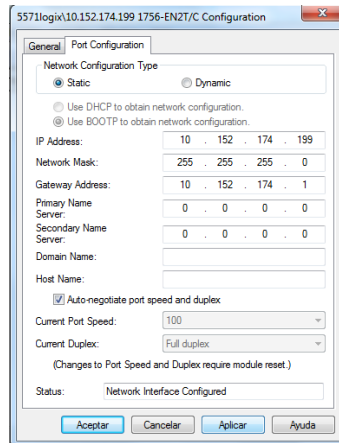 5571logix\10.152.174.199 1756-EN2T/C Configuration
General Port Configuration
Network Configuration Type
Static Dynamic
Use DHCP to obtain network configuration.
Use BOOTP to obtain network configuration.
IP Address: 10 . 152 . 174 . 199
Network Mask: 255 . 255 . 255 . 0
Gateway Address: 10 . 152 . 174 . 1
Primary Name
Server: 0 . 0 . 0 . 0
Secondary Name
Server: 0 . 0 . 0 . 0
Domain Name:
Host Name:
Auto-negotiate port speed and duplex
Current Port Speed: 100
Current Duplex: Full duplex
(Changes to Port Speed and Duplex require module reset.)
Status: Network Interface Configured
Aceptar Cancelar Aplicar Ayuda